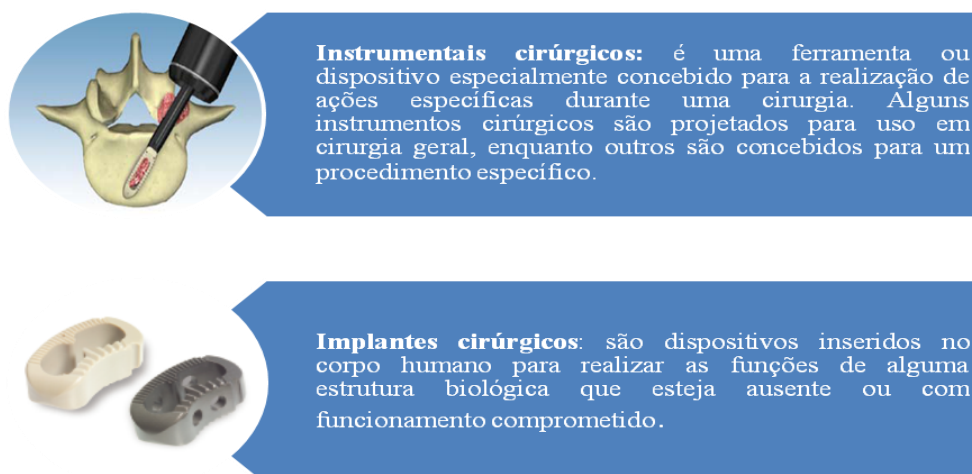 Instrumentais cirúrgicos: é uma ferramenta ou
dispositivo especialmente concebido para a realização de
ações específicas durante uma cirurgia. Alguns
instrumentos cirúrgicos são projetados para uso em
cirurgia geral, enquanto outros são concebidos para um
procedimento específico.
Implantes cirúrgicos: são dispositivos inseridos no
corpo humano para realizar as funções de alguma
estrutura biológica que esteja ausente ou com
funcionamento comprometido.